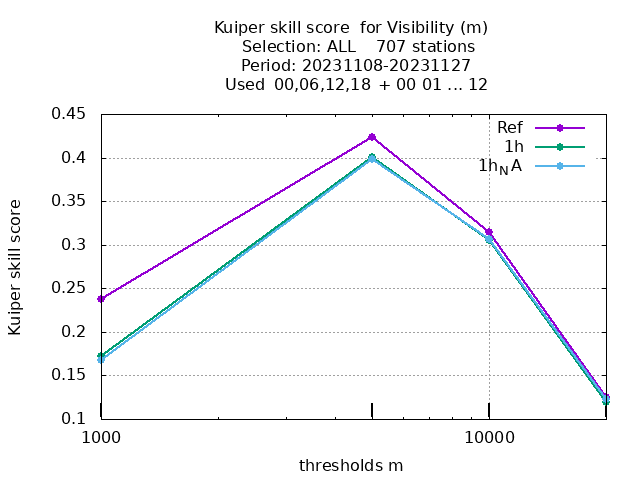 Kuiper skill score  for Visibility (m)
Selection: ALL    707 stations
Period: 20231108-20231127
Used  00,06,12,18  + 00 01 ... 12
0.45
0.4
0.35
0.3
0.25
0.2
0.15
0.1
Kuiper skill score
Ref
1h
1h_NA
1000
10000
thresholds m